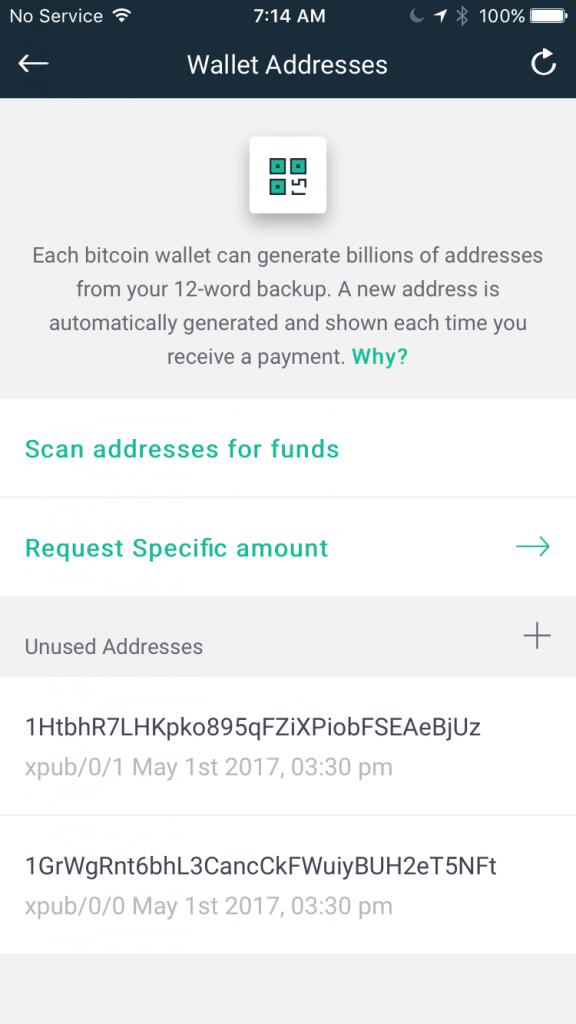 No Service 7:14 AM 100%
Wallet Addresses
Each bitcoin wallet can generate billions of addresses
from your 12-word backup. A new address is
automatically generated and shown each time you
receive a payment. Why?
Scan addresses for funds
Request Specific amount
Unused Addresses
1HtbhR7LHKpko895qFZiXPiobFSEAeBjUz
xpub/0/1 May 1st 2017, 03:30 pm
1GrWgRnt6bhL3CancCkFWuiyBUH2eT5NFt
xpub/0/0 May 1st 2017, 03:30 pm